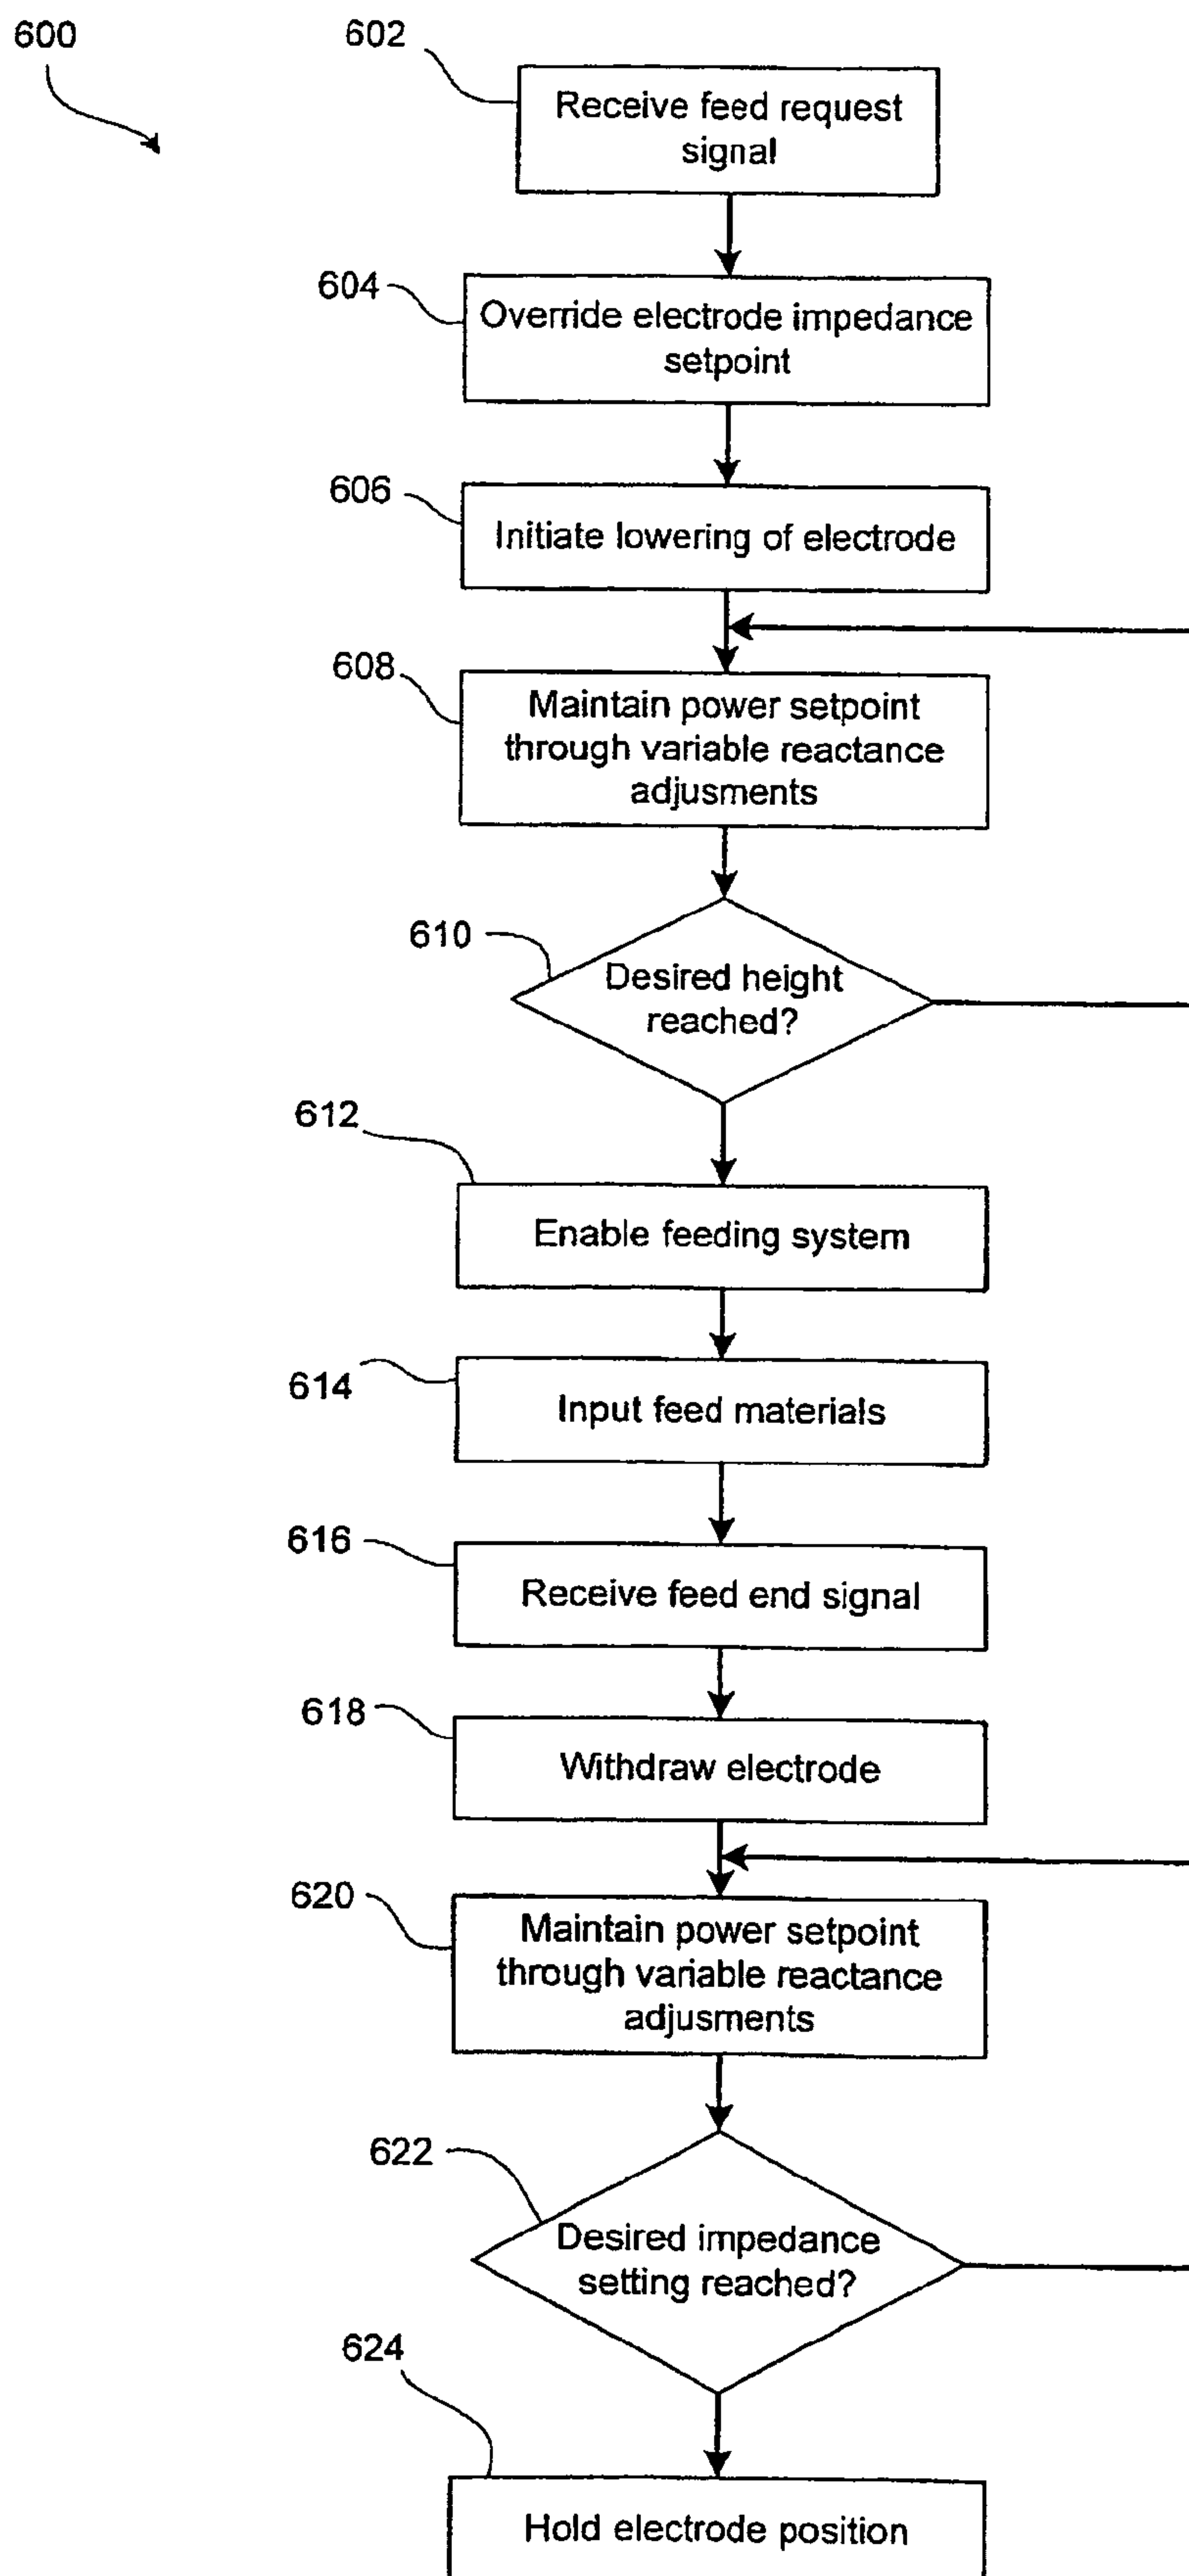 600
602
Receive feed request
signal
604
Override electrode impedance
setpoint
606
Initiate lowering of electrode
608
Maintain power setpoint
through variable reactance
adjusments
610
Desired height
reached?
612
Enable feeding system
614
Input feed materials
616
Receive feed end signal
618
Withdraw electrode
620
Maintain power setpoint
through variable reactance
adjusments
622
Desired impedance
setting reached?
624
Hold electrode position